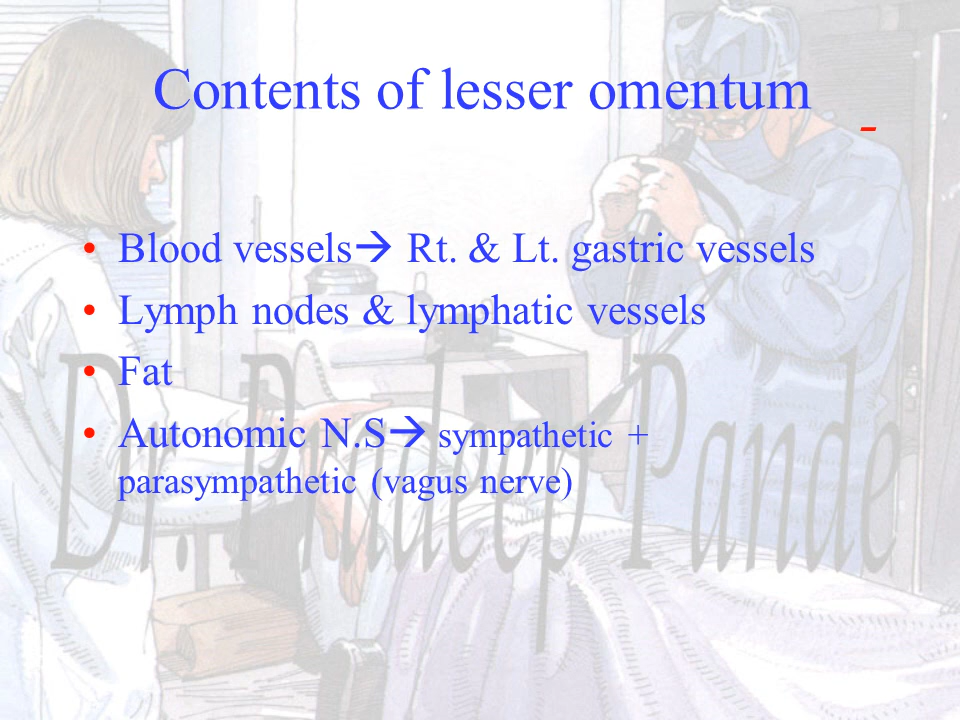 Contents of lesser omentum
-
• Blood vessels→ Rt. & Lt. gastric vessels
• Lymph nodes & lymphatic vessels
• Fat
• Autonomic N.S→ sympathetic +
parasympathetic (vagus nerve)
Dr. Pradeep Pande